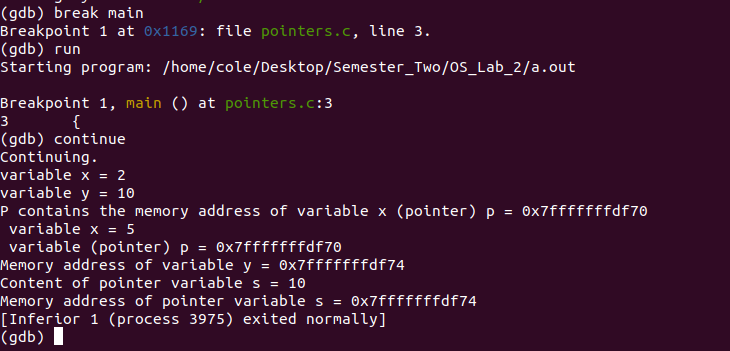 (gdb) break main
Breakpoint 1 at 0x1169: file pointers.c, line 3.
(gdb) run
Starting program: /home/cole/Desktop/Semester_Two/OS_Lab_2/a.out

Breakpoint 1, main () at pointers.c:3
3       {
(gdb) continue
Continuing.
variable x = 2
variable y = 10
P contains the memory address of variable x (pointer) p = 0x7fffffffdf70
 variable x = 5
 variable (pointer) p = 0x7fffffffdf70
Memory address of variable y = 0x7fffffffdf74
Content of pointer variable s = 10
Memory address of pointer variable s = 0x7fffffffdf74
[Inferior 1 (process 3975) exited normally]
(gdb)